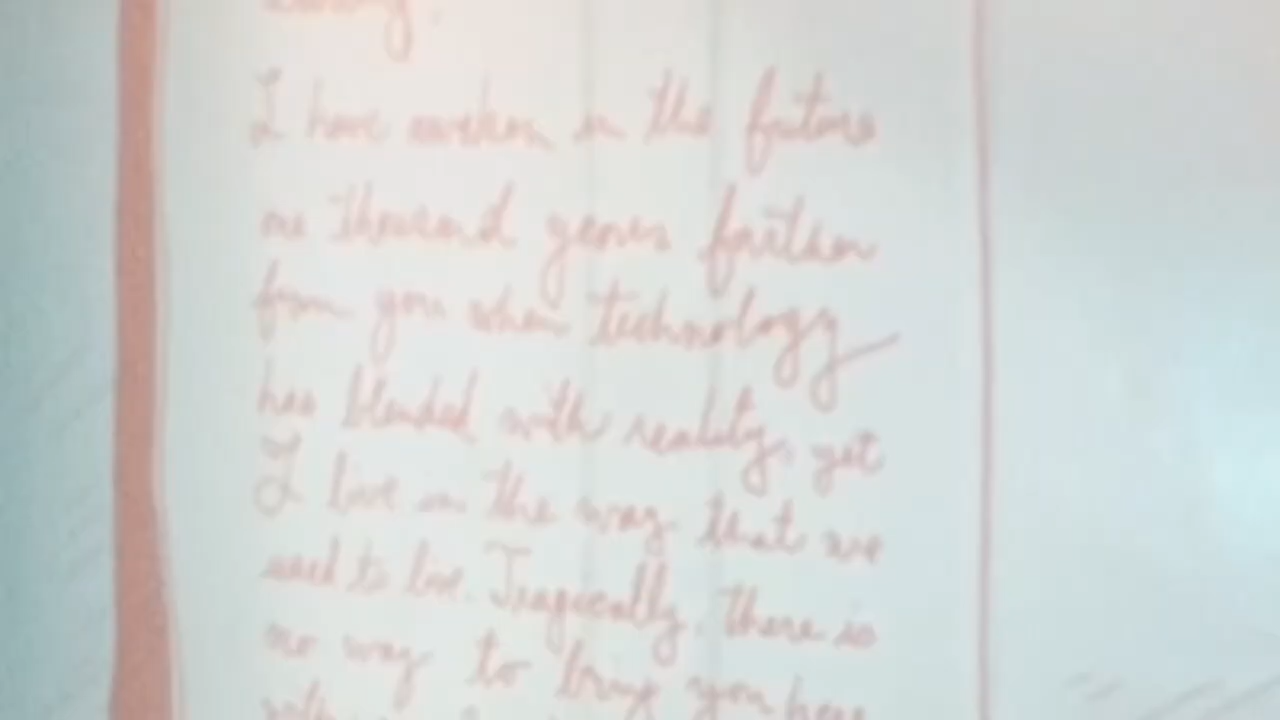 I have awoken in the future
one thousand years further
from you when technology
has blended with reality, yet
I live in the way that we
used to live. Tragically, there is
no way to bring you here